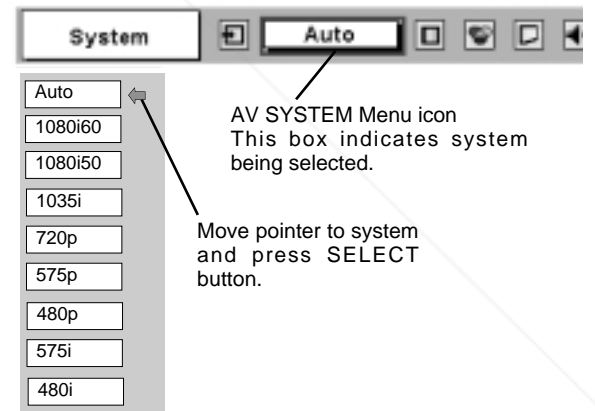 System
Auto
Auto
1080i60
1080i50
1035i
720p
575p
480p
575i
480i
AV SYSTEM Menu icon
This box indicates system
being selected.
Move pointer to system
and press SELECT
button.